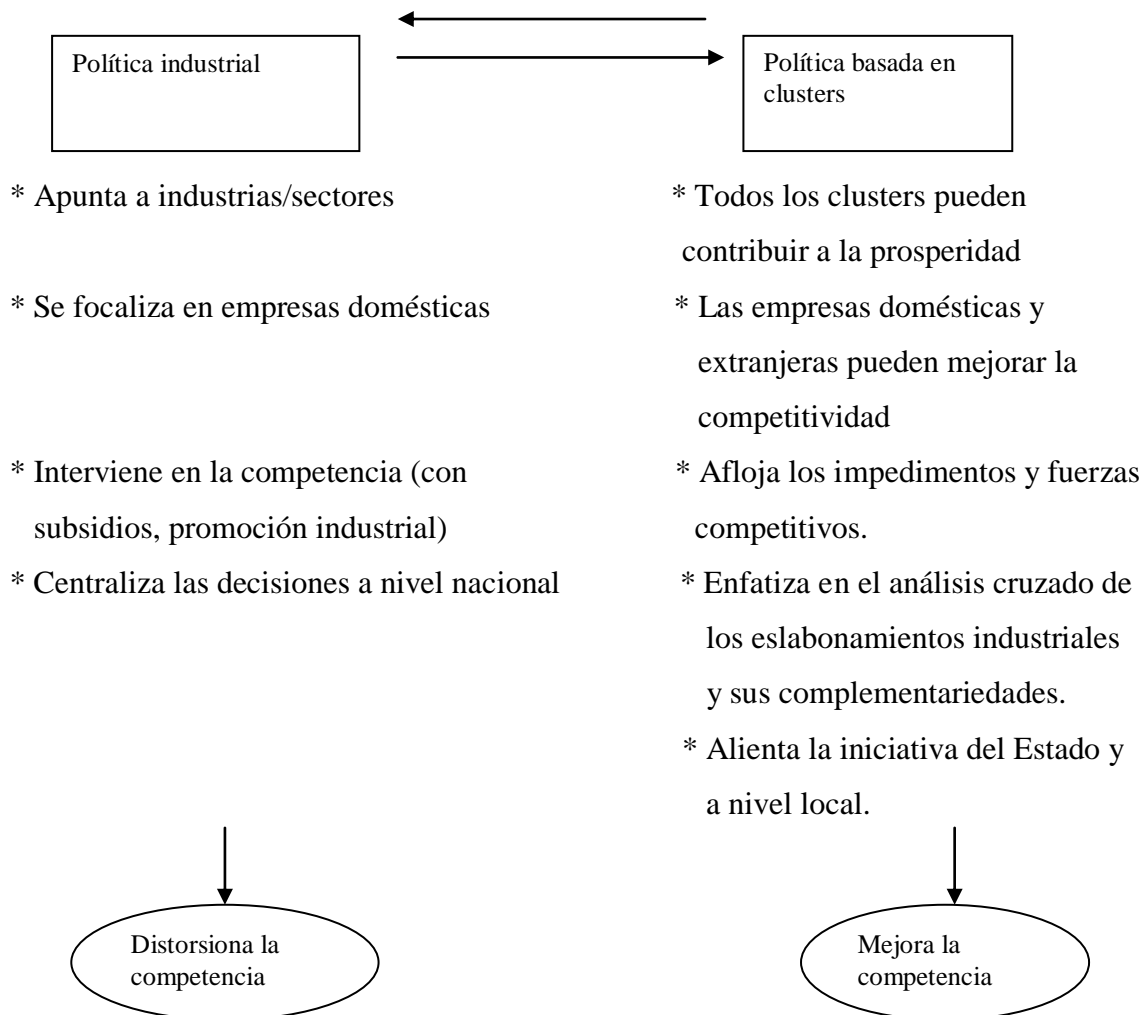 Política industrial
Política basada en
clusters
* Apunta a industrias/sectores
* Todos los clusters pueden
contribuir a la prosperidad
* Se focaliza en empresas domésticas
* Las empresas domésticas y
extranjeras pueden mejorar la
competitividad
* Interviene en la competencia (con
subsidios, promoción industrial)
* Afloja los impedimentos y fuerzas
competitivos.
* Centraliza las decisiones a nivel nacional
* Enfatiza en el análisis cruzado de
los eslabonamientos industriales
y sus complementariedades.
* Alienta la iniciativa del Estado y
a nivel local.
Distorsiona la
competencia
Mejora la
competencia